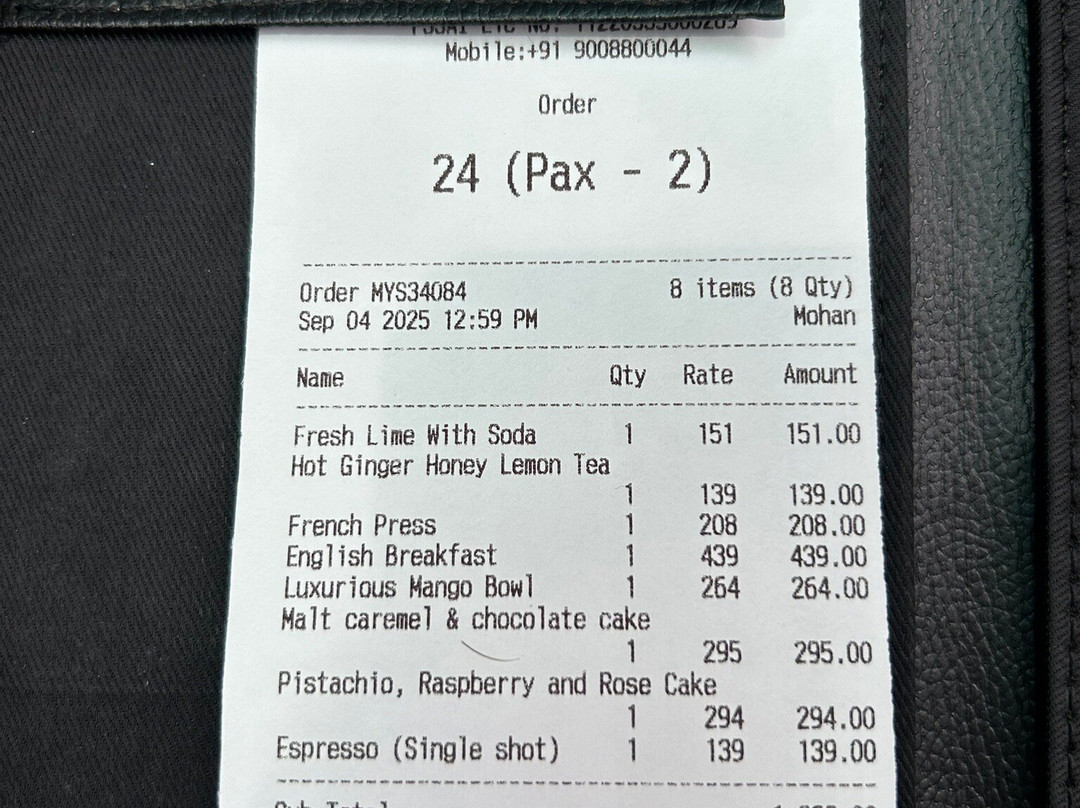 Mobile:+91 9008800044
Order
24 (Pax - 2)
Order MYS34084 8 items (8 Qty)
Sep 04 2025 12:59 PM Mohan
Name Qty Rate Amount
Fresh Lime With Soda 1 151 151.00
Hot Ginger Honey Lemon Tea
1 139 139.00
French Press 1 208 208.00
English Breakfast 1 439 439.00
Luxurious Mango Bowl 1 264 264.00
Malt caremel & chocolate cake
1 295 295.00
Pistachio, Raspberry and Rose Cake
1 294 294.00
Espresso (Single shot) 1 139 139.00